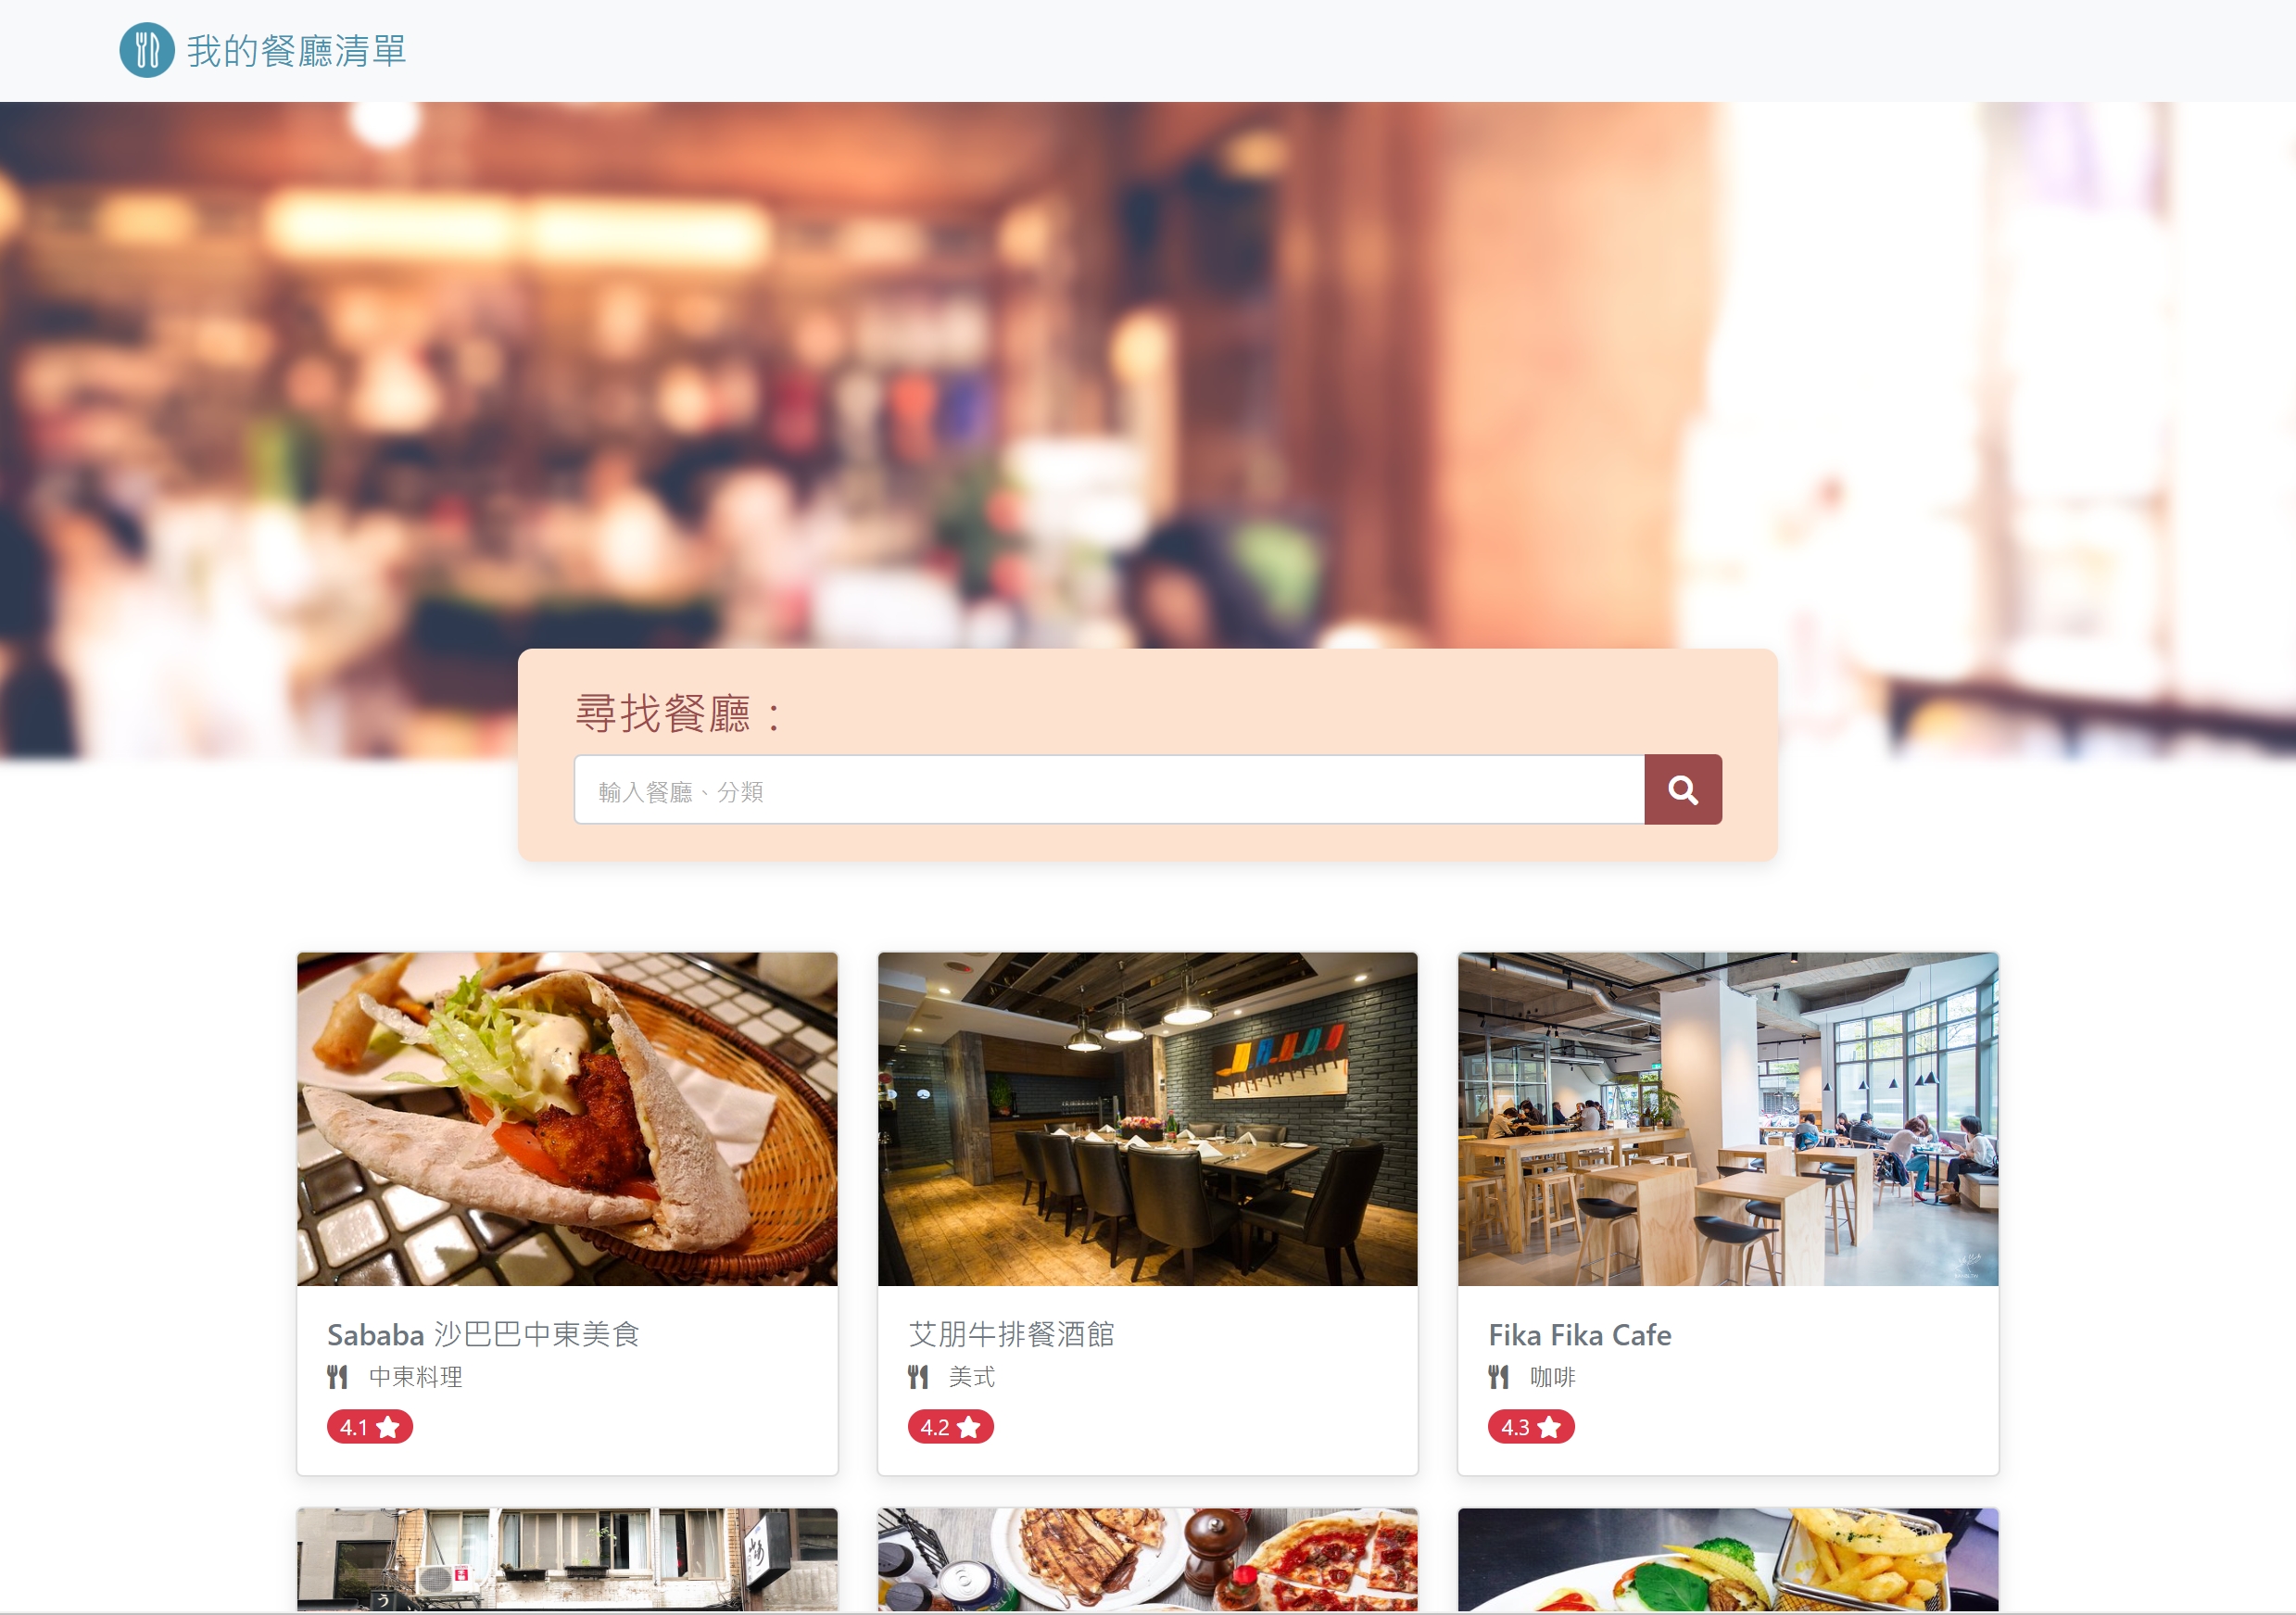 我的餐廳清單
尋找餐廳：
輸入餐廳、分類
Sababa 沙巴巴中東美食
中東料理
4.1
艾朋牛排餐酒館
美式
4.2
Fika Fika Cafe
咖啡
4.3
う